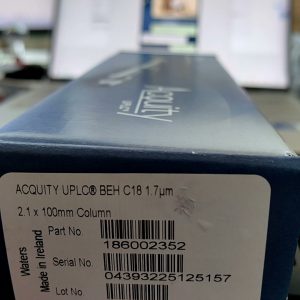 Acquity
UPLC®
ACQUITY UPLC® BEH C18 1.7µm
2.1 x 100mm Column
Part No.
186002352
Serial No.
04393225125157
Lot No.
Waters
Made in Ireland